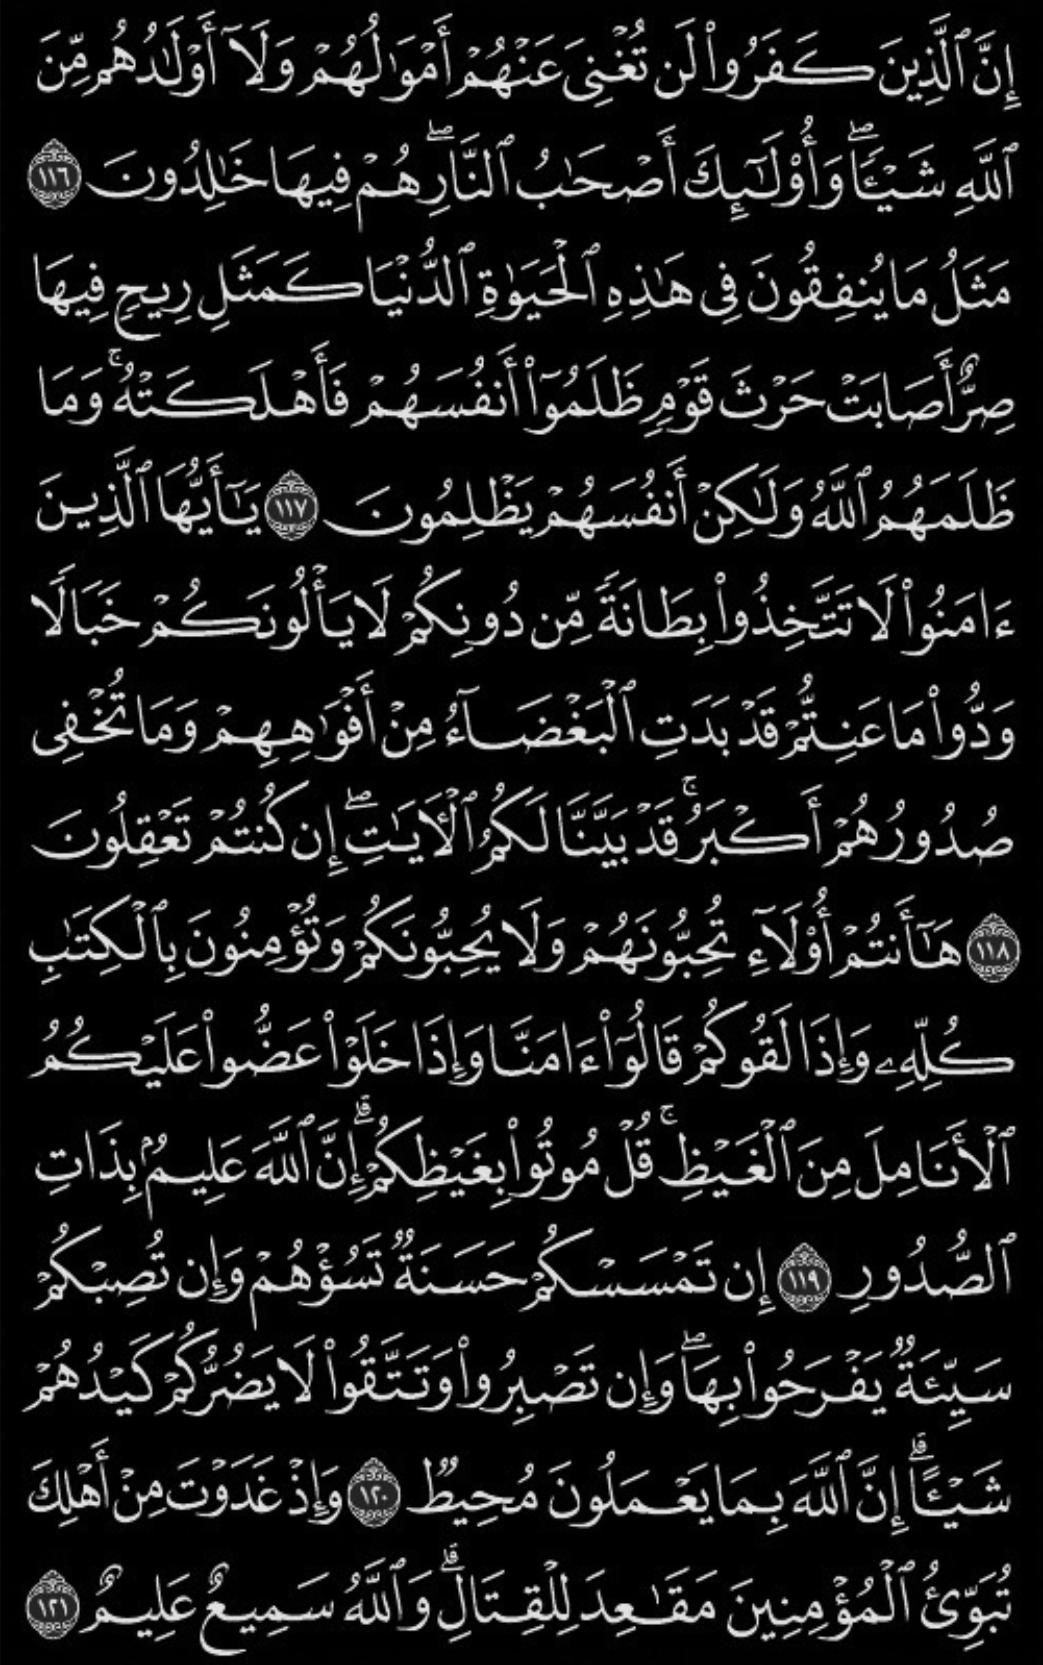 إِنَّ ٱلَّذِينَ كَفَرُوا۟ لَن تُغْنِىَ عَنْهُمْ أَمْوَٰلُهُمْ وَلَآ أَوْلَـٰدُهُم مِّنَ
ٱللَّهِ شَيْـًٔا ۖ وَأُو۟لَـٰٓئِكَ أَصْحَـٰبُ ٱلنَّارِ ۖ هُمْ فِيهَا خَـٰلِدُونَ ١١٦
مَثَلُ مَا يُنفِقُونَ فِى هَـٰذِهِ ٱلْحَيَوٰةِ ٱلدُّنْيَا كَمَثَلِ رِيحٍ فِيهَا
صِرٌّ أَصَابَتْ حَرْثَ قَوْمٍ ظَلَمُوٓا۟ أَنفُسَهُمْ فَأَهْلَكَتْهُ ۚ وَمَا
ظَلَمَهُمُ ٱللَّهُ وَلَـٰكِنْ أَنفُسَهُمْ يَظْلِمُونَ ١١٧ يَـٰٓأَيُّهَا ٱلَّذِينَ
ءَامَنُوا۟ لَا تَتَّخِذُوا۟ بِطَانَةً مِّن دُونِكُمْ لَا يَأْلُونَكُمْ خَبَالًا
وَدُّوا۟ مَا عَنِتُّمْ قَدْ بَدَتِ ٱلْبَغْضَآءُ مِنْ أَفْوَٰهِهِمْ وَمَا تُخْفِى
صُدُورُهُمْ أَكْبَرُ ۚ قَدْ بَيَّنَّا لَكُمُ ٱلْـَٔايَـٰتِ ۖ إِن كُنتُمْ تَعْقِلُونَ
١١٨ هَـٰٓأَنتُمْ أُو۟لَآءِ تُحِبُّونَهُمْ وَلَا يُحِبُّونَكُمْ وَتُؤْمِنُونَ بِٱلْكِتَـٰبِ
كُلِّهِۦ وَإِذَا لَقُوكُمْ قَالُوٓا۟ ءَامَنَّا وَإِذَا خَلَوْا۟ عَضُّوا۟ عَلَيْكُمُ
ٱلْأَنَامِلَ مِنَ ٱلْغَيْظِ ۚ قُلْ مُوتُوا۟ بِغَيْظِكُمْ ۗ إِنَّ ٱللَّهَ عَلِيمٌۢ بِذَاتِ
ٱلصُّدُورِ ١١٩ إِن تَمْسَسْكُمْ حَسَنَةٌ تَسُؤْهُمْ وَإِن تُصِبْكُمْ
سَيِّئَةٌ يَفْرَحُوا۟ بِهَا ۖ وَإِن تَصْبِرُوا۟ وَتَتَّقُوا۟ لَا يَضُرُّكُمْ كَيْدُهُمْ
شَيْـًٔا ۗ إِنَّ ٱللَّهَ بِمَا يَعْمَلُونَ مُحِيطٌ ١٢٠ وَإِذْ غَدَوْتَ مِنْ أَهْلِكَ
تُبَوِّئُ ٱلْمُؤْمِنِينَ مَقَـٰعِدَ لِلْقِتَالِ ۗ وَٱللَّهُ سَمِيعٌ عَلِيمٌ ١٢١